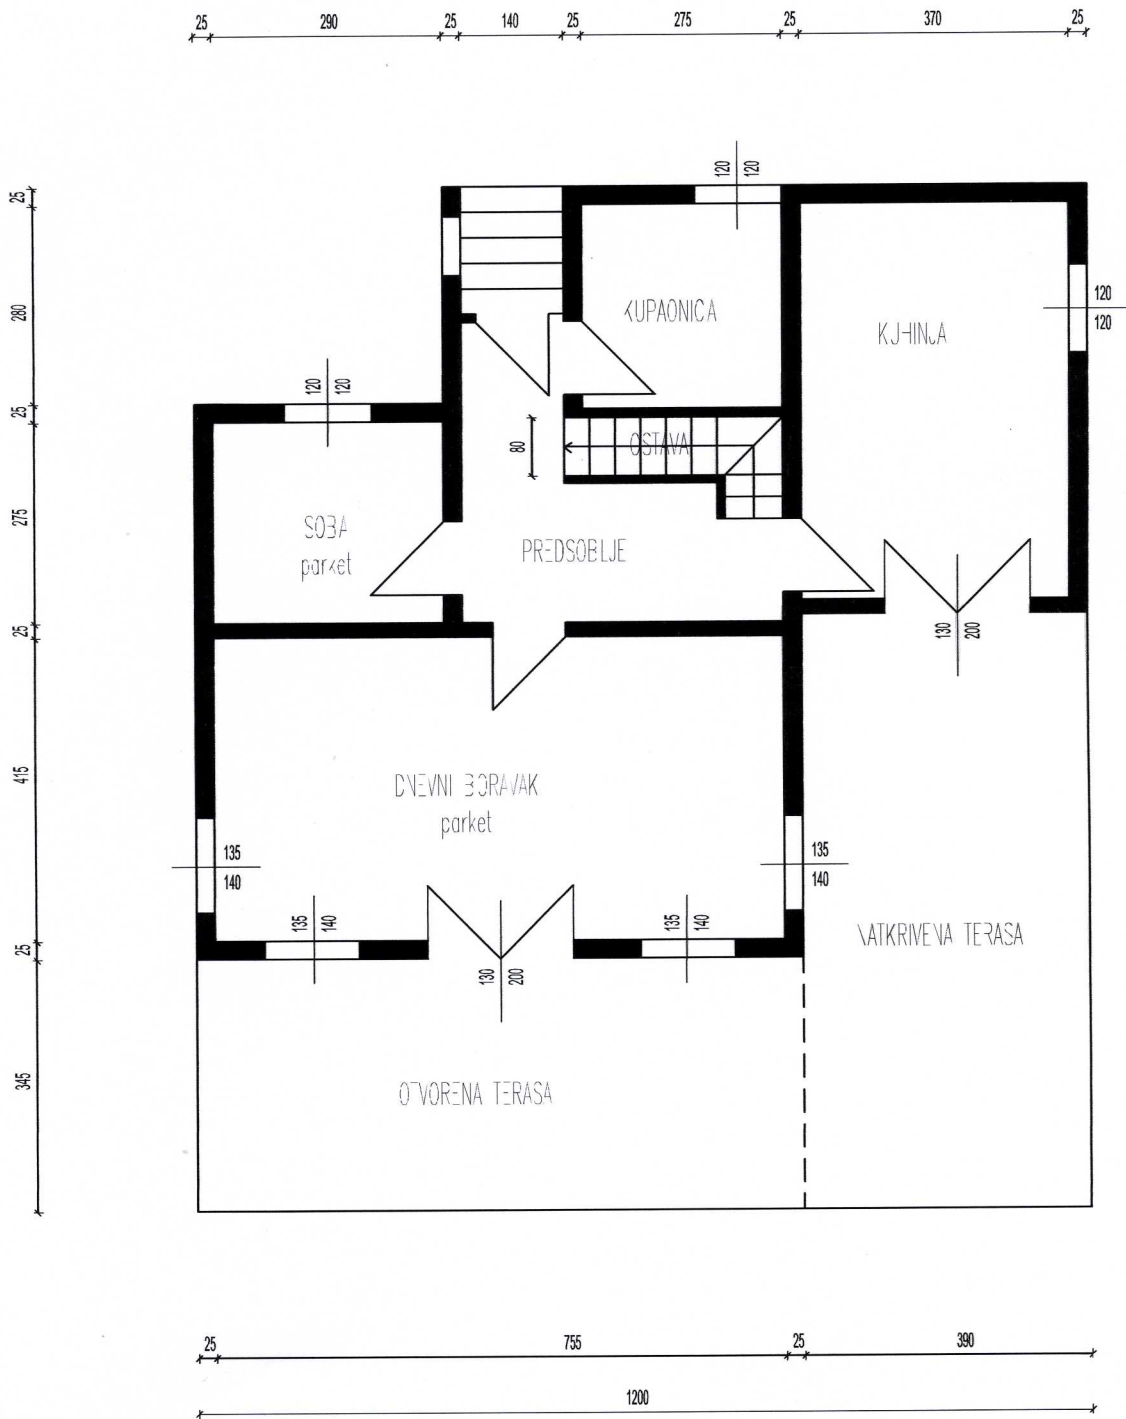 25 290 25 140 25 275 25 370 25
25
280
25
275
25
415
25
345
120 120
120 120
120
120
KUPAONICA
KUHINJA
80
OSTAVA
SOBA
parket
PREDSOBLJE
130 200
DNEVNI BORAVAK
parket
135
140
135
140
135 140
135 140
130 200
NATKRIVENA TERASA
OTVORENA TERASA
25 755 25 390
1200